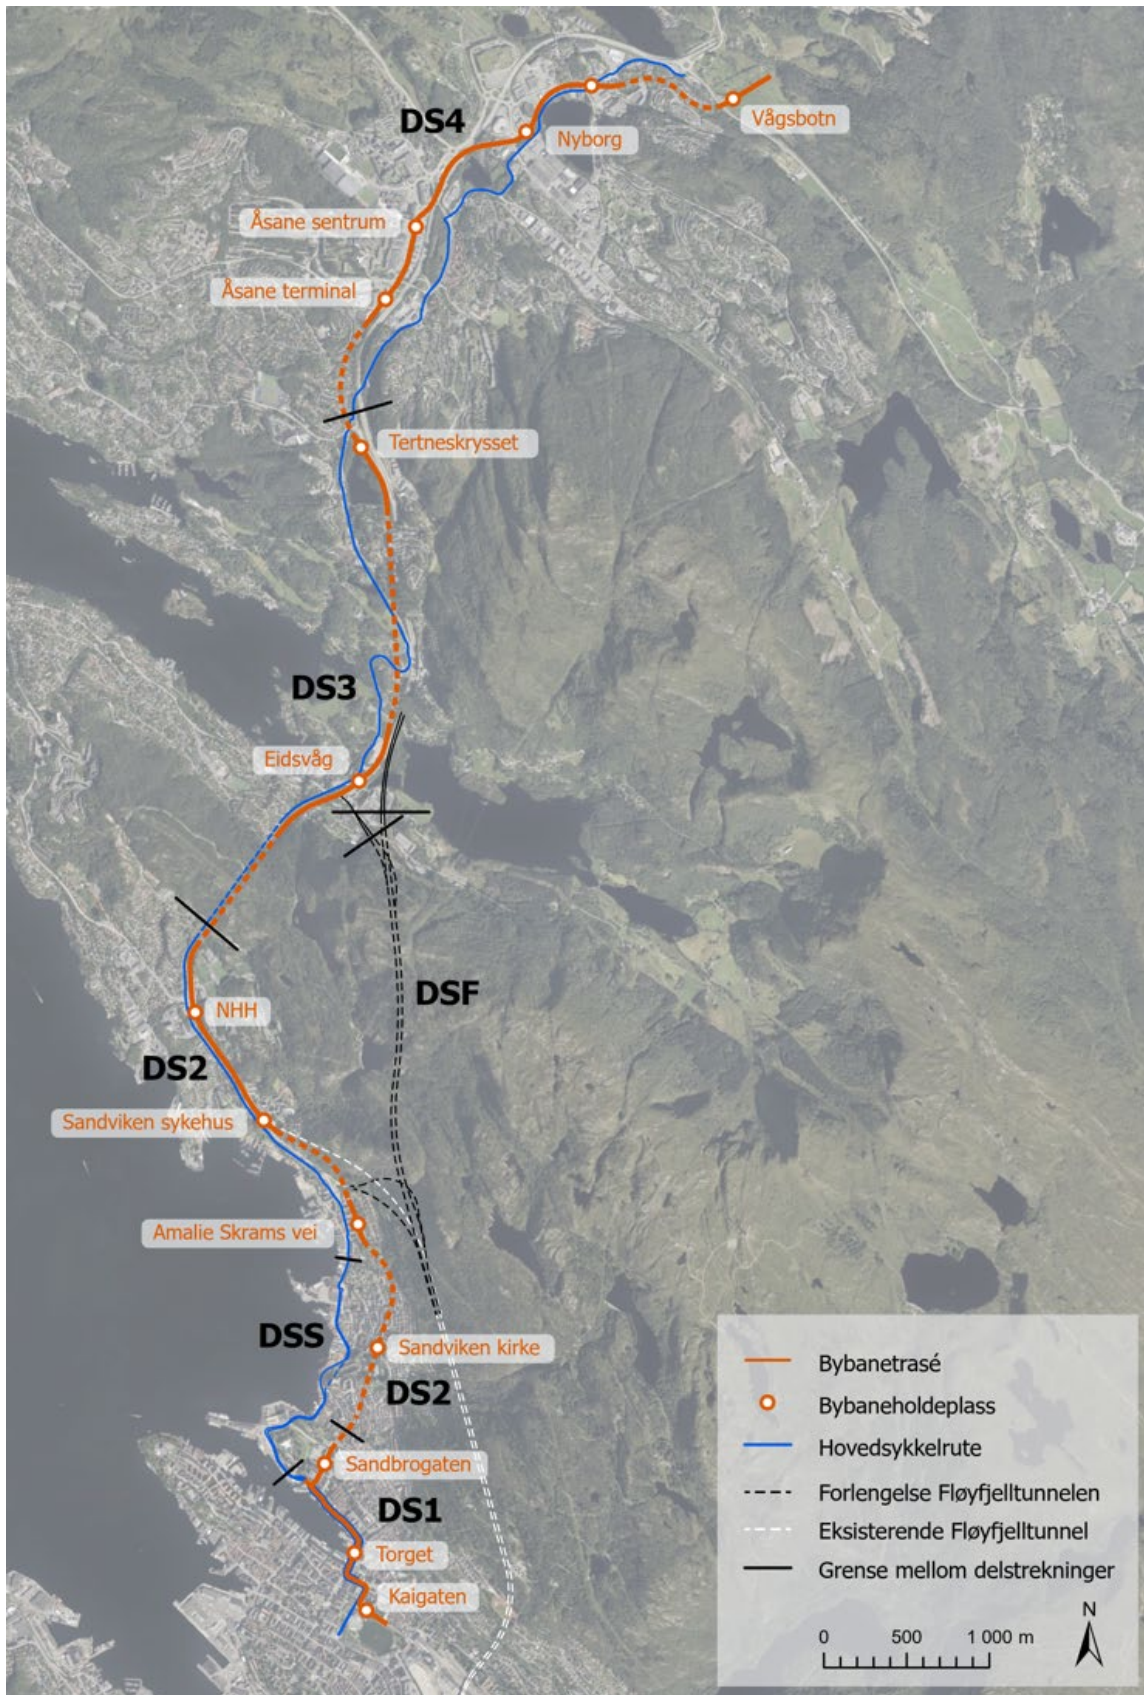 DS4
Vågsbotn
Nyborg
Åsane sentrum
Åsane terminal
Tertneskrysset
DS3
Eidsvåg
DSF
NHH
DS2
Sandviken sykehus
Amalie Skrams vei
DSS
Sandviken kirke
DS2
Sandbrogaten
DS1
Torget
Kaigaten
Bybanetrasé
Bybaneholdeplass
Hovedsykkelrute
Forlengelse Fløyfjelltunnelen
Eksisterende Fløyfjelltunnel
Grense mellom delstrekninger
N
0 500 1 000 m